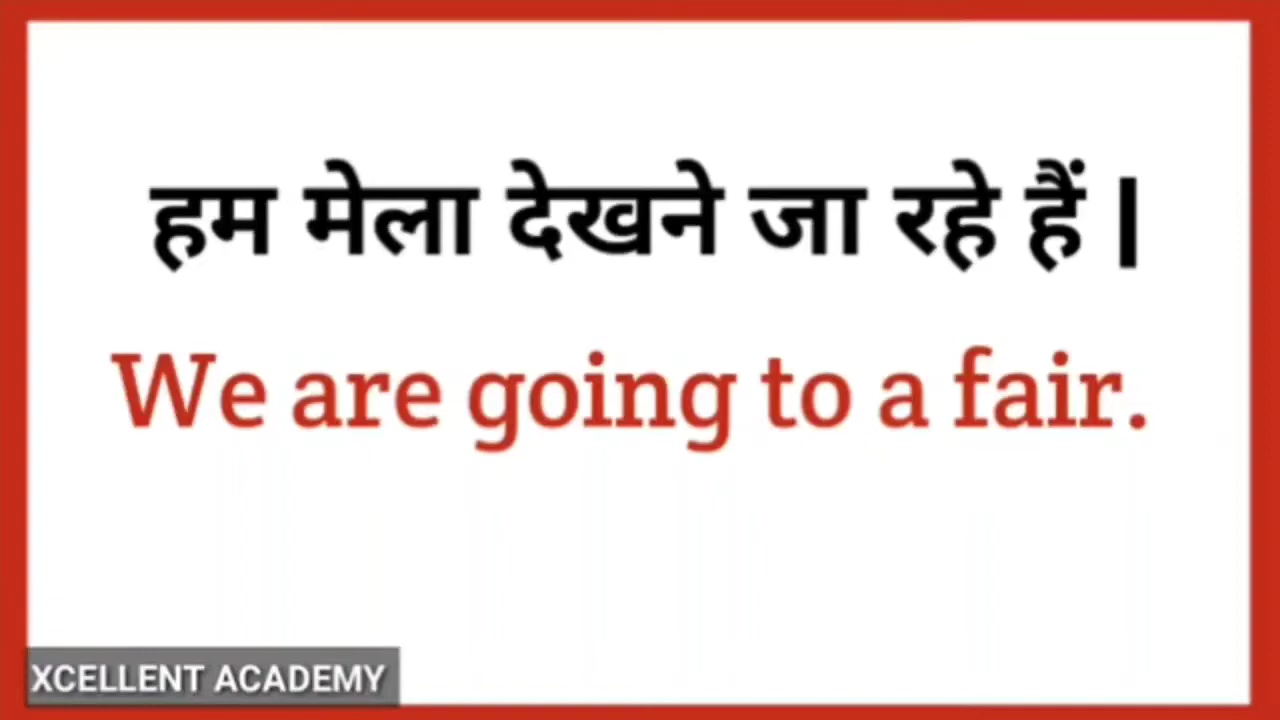 हम मेला देखने जा रहे हैं |
We are going to a fair.
XCELLENT ACADEMY